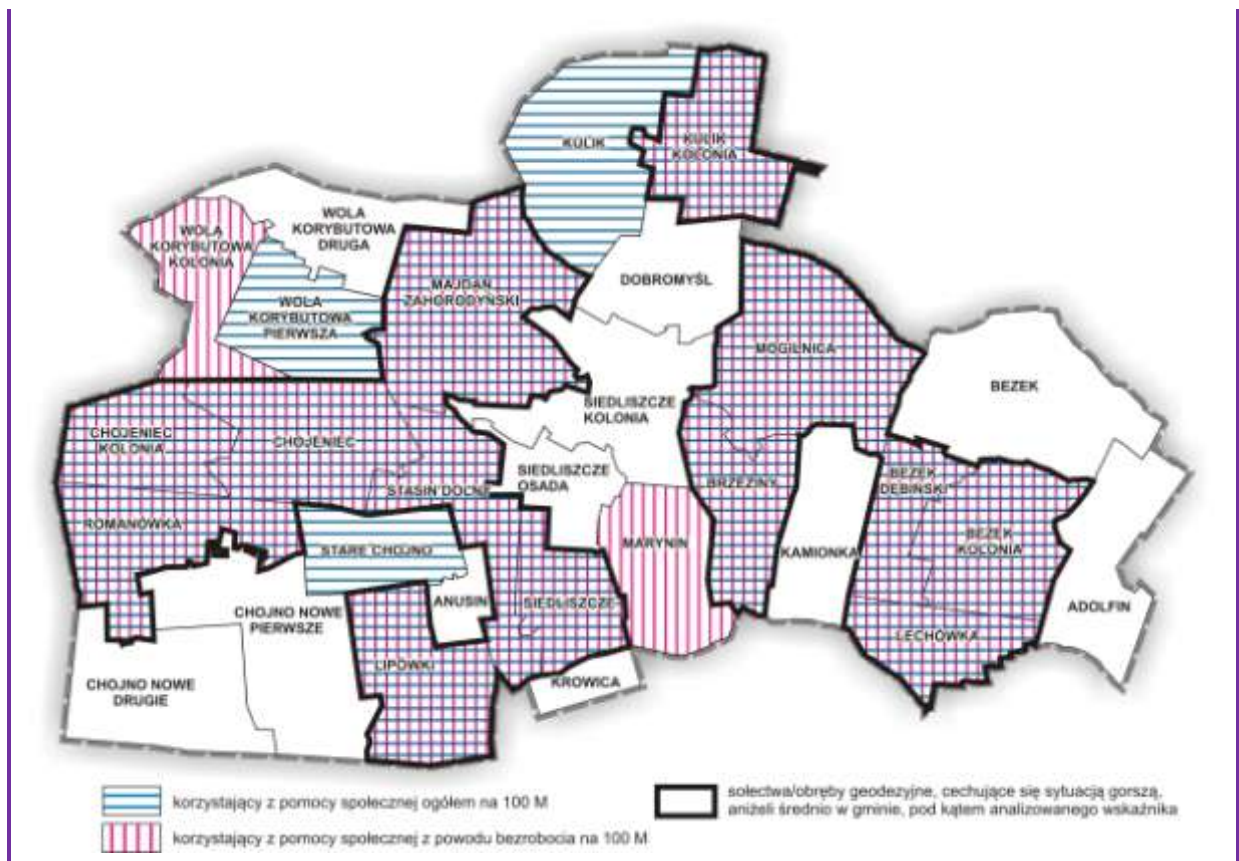 KULIK
KULIK
KOLONIA
WOLA
KORYBUTOWA
DRUGA
WOLA
KORYBUTOWA
KOLONIA
WOLA
KORYBUTOWA
PIERWSZA
MAJDAN
ZAHORODYŃSKI
DOBROMYŚL
MOGILNICA
BEZEK
SIEDLISZCZE
KOLONIA
CHOJENIEC
KOLONIA
CHOJENIEC
SIEDLISZCZE
OSADA
STASIN DOLNE
BRZEZINY
BEZEK
DĘBIŃSKI
ROMANÓWKA
STARE CHOJNO
MARYNIN
KAMIONKA
BEZEK
KOLONIA
ANUSIN
SIEDLISZCZE
ADOLFIN
CHOJNO NOWE
PIERWSZE
LECHÓWKA
LIPÓWKI
CHOJNO NOWE
DRUGIE
KROWICA
korzystający z pomocy społecznej ogółem na 100 M
korzystający z pomocy społecznej z powodu bezrobocia na 100 M
sołectwa/obręby geodezyjne, cechujące się sytuacją gorszą,
aniżeli średnio w gminie, pod kątem analizowanego wskaźnika